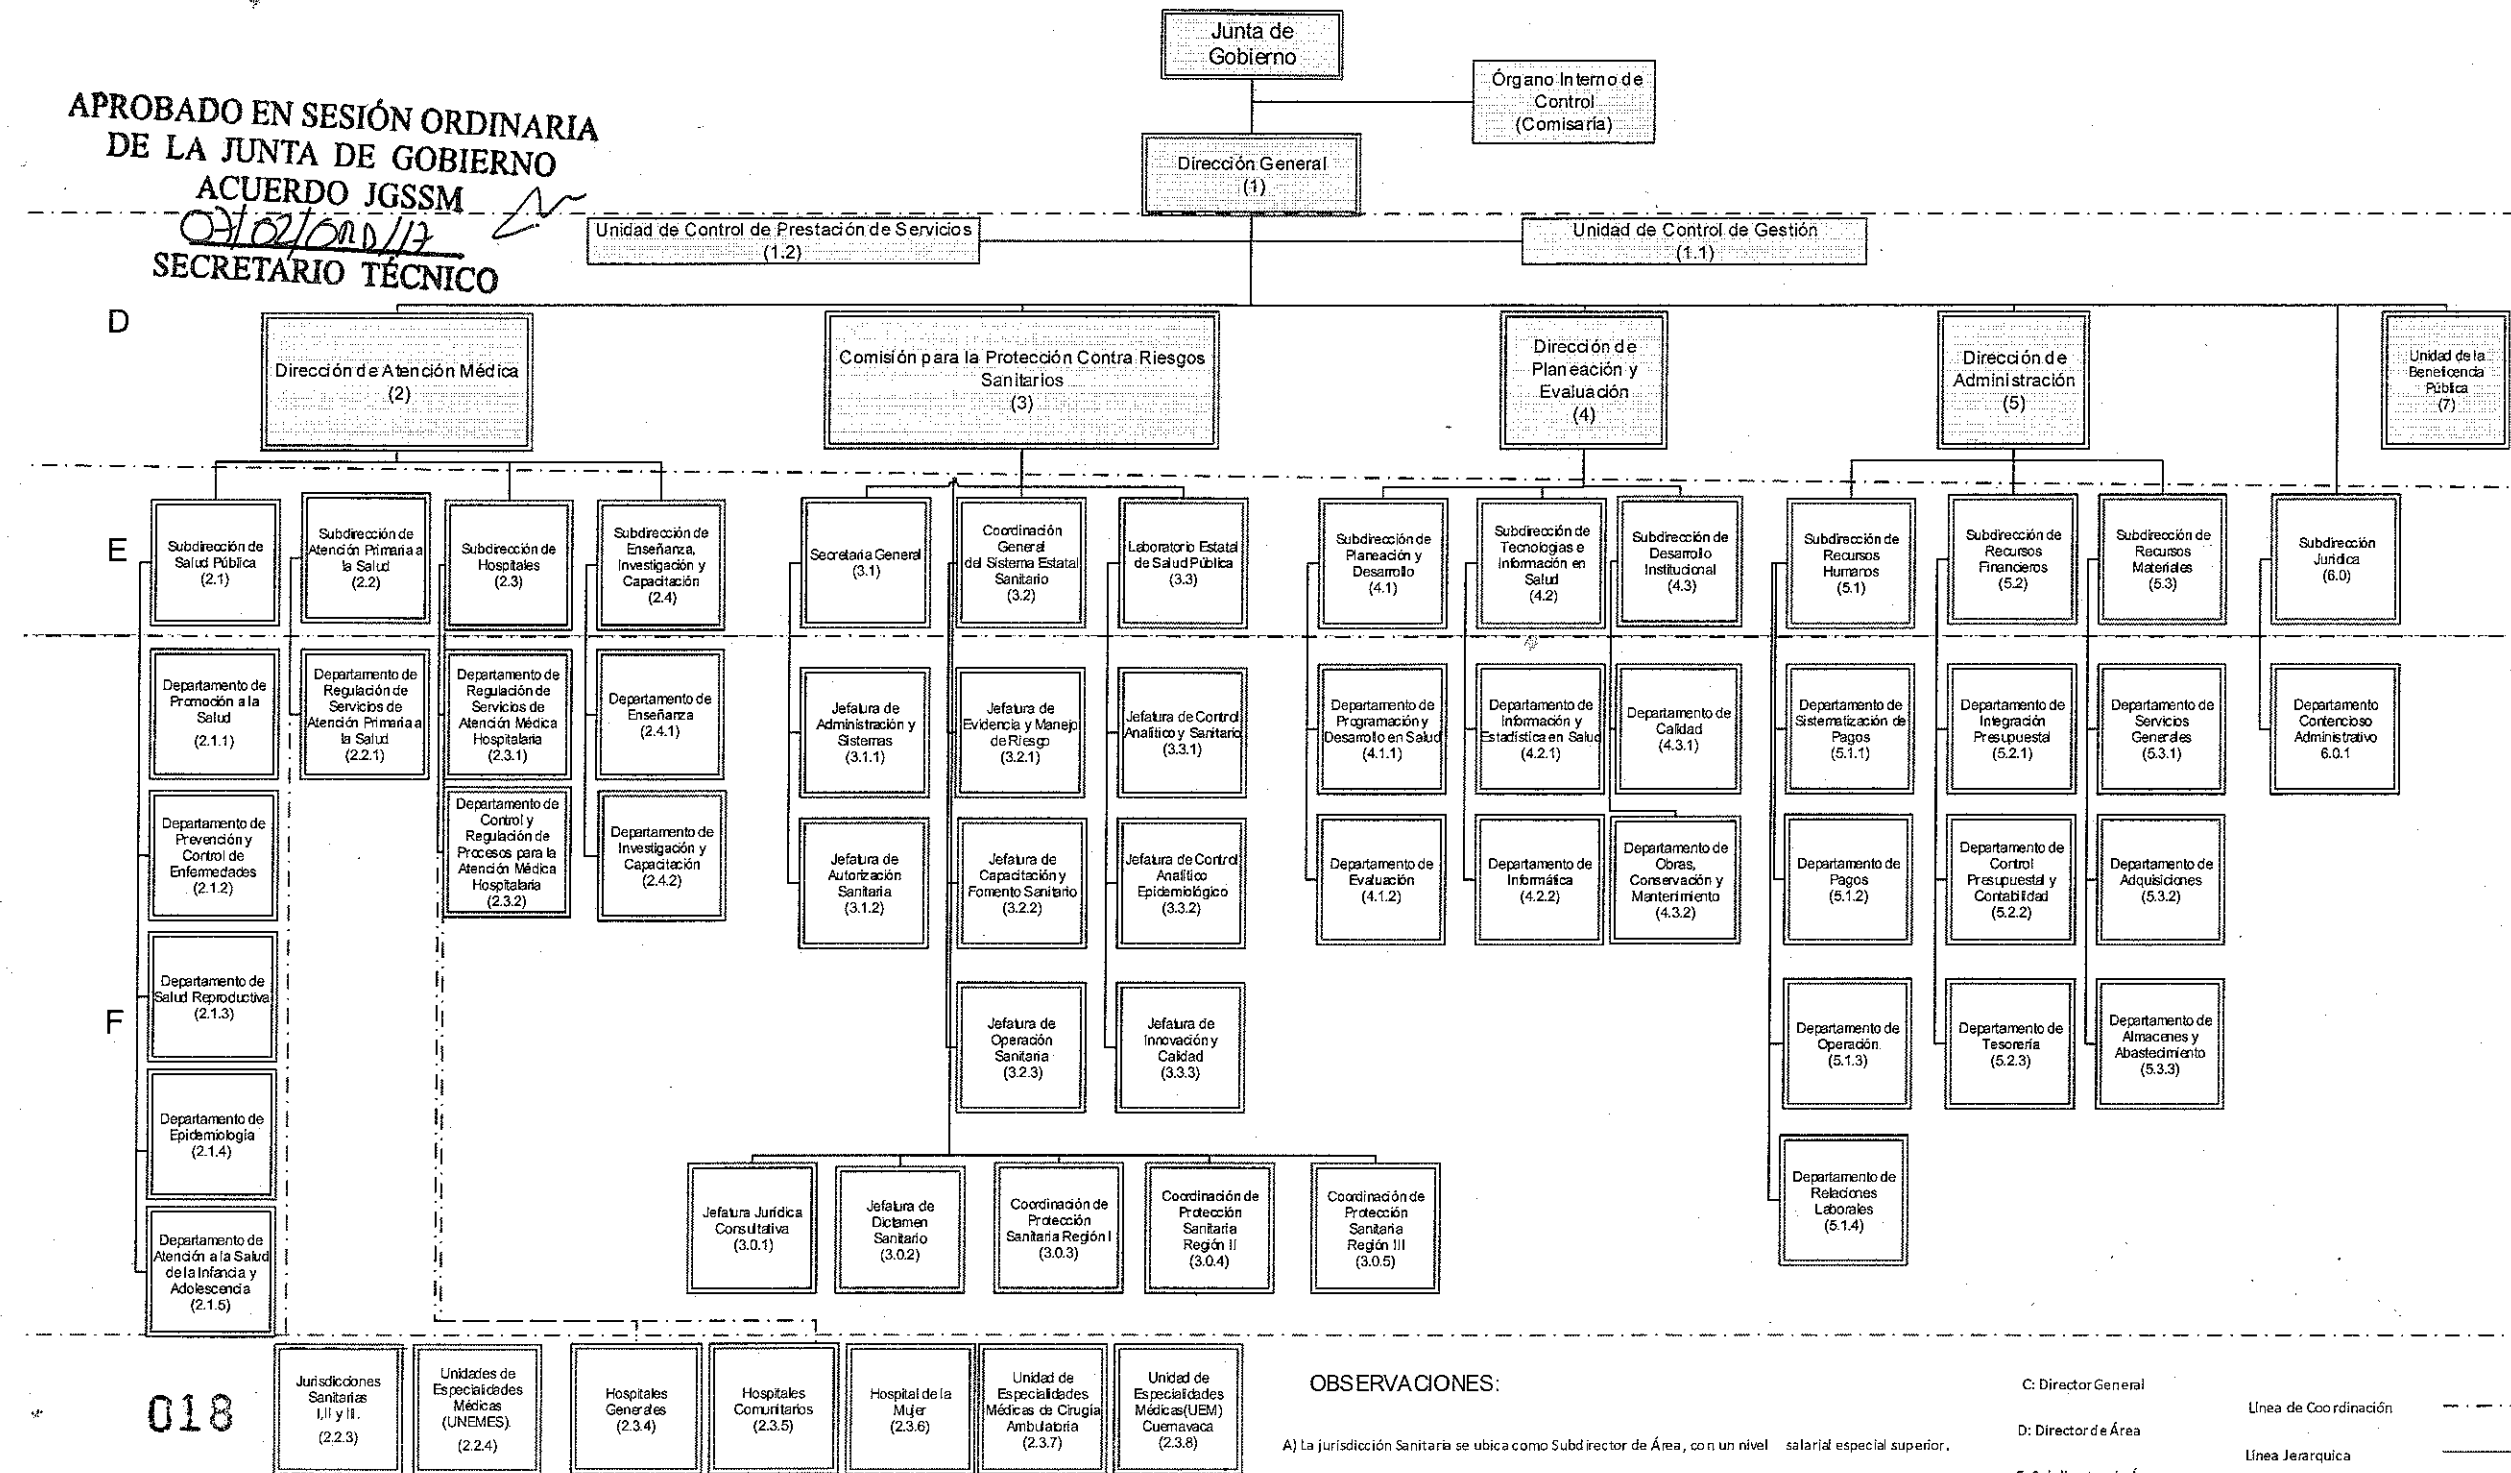 Junta de
Gobierno
Órgano Interno de
Control
(Comisaría)
APROBADO EN SESIÓN ORDINARIA
DE LA JUNTA DE GOBIERNO
ACUERDO JGSSM
07/02/ORD/17
SECRETARIO TÉCNICO
Dirección General
(1)
Unidad de Control de Prestación de Servicios
(1.2)
Unidad de Control de Gestión
(1.1)
D
Dirección de Atención Médica
(2)
Comisión para la Protección Contra Riesgos
Sanitarios
(3)
Dirección de
Planeación y
Evaluación
(4)
Dirección de
Administración
(5)
Unidad de la
Beneficencia
Pública
(7)
E
Subdirección de
Salud Pública
(2.1)
Subdirección de
Atención Primaria a
la Salud
(2.2)
Subdirección de
Hospitales
(2.3)
Subdirección de
Enseñanza,
Investigación y
Capacitación
(2.4)
Secretaria General
(3.1)
Coordinación
General
del Sistema Estatal
Sanitario
(3.2)
Laboratorio Estatal
de Salud Pública
(3.3)
Subdirección de
Planeación y
Desarrollo
(4.1)
Subdirección de
Tecnologías e
Información en
Salud
(4.2)
Subdirección de
Desarrollo
Institucional
(4.3)
Subdirección de
Recursos
Humanos
(5.1)
Subdirección de
Recursos
Financieros
(5.2)
Subdirección de
Recursos
Materiales
(5.3)
Subdirección
Jurídica
(6.0)
Departamento de
Promoción a la
Salud
(2.1.1)
Departamento de
Regulación de
Servicios de
Atención Primaria a
la Salud
(2.2.1)
Departamento de
Regulación de
Servicios de
Atención Médica
Hospitalaria
(2.3.1)
Departamento de
Enseñanza
(2.4.1)
Jefatura de
Administración y
Sistemas
(3.1.1)
Jefatura de
Evidencia y Manejo
de Riesgo
(3.2.1)
Jefatura de Control
Analítico y Sanitario
(3.3.1)
Departamento de
Programación y
Desarrollo en Salud
(4.1.1)
Departamento de
Información y
Estadística en Salud
(4.2.1)
Departamento de
Calidad
(4.3.1)
Departamento de
Sistematización de
Pagos
(5.1.1)
Departamento de
Integración
Presupuestal
(5.2.1)
Departamento de
Servicios
Generales
(5.3.1)
Departamento
Contencioso
Administrativo
6.0.1
Departamento de
Prevención y
Control de
Enfermedades
(2.1.2)
Departamento de
Control y
Regulación de
Procesos para la
Atención Médica
Hospitalaria
(2.3.2)
Departamento de
Investigación y
Capacitación
(2.4.2)
Jefatura de
Autorización
Sanitaria
(3.1.2)
Jefatura de
Capacitación y
Fomento Sanitario
(3.2.2)
Jefatura de Control
Analítico
Epidemiológico
(3.3.2)
Departamento de
Evaluación
(4.1.2)
Departamento de
Informática
(4.2.2)
Departamento de
Obras,
Conservación y
Mantenimiento
(4.3.2)
Departamento de
Pagos
(5.1.2)
Departamento de
Control
Presupuestal y
Contabilidad
(5.2.2)
Departamento de
Adquisiciones
(5.3.2)
F
Departamento de
Salud Reproductiva
(2.1.3)
Jefatura de
Operación
Sanitaria
(3.2.3)
Jefatura de
Innovación y
Calidad
(3.3.3)
Departamento de
Operación
(5.1.3)
Departamento de
Tesorería
(5.2.3)
Departamento de
Almacenes y
Abastecimiento
(5.3.3)
Departamento de
Epidemiología
(2.1.4)
Departamento de
Relaciones
Laborales
(5.1.4)
Departamento de
Atención a la Salud
de la Infancia y
Adolescencia
(2.1.5)
Jefatura Jurídica
Consultativa
(3.0.1)
Jefatura de
Dictamen
Sanitario
(3.0.2)
Coordinación de
Protección
Sanitaria Región I
(3.0.3)
Coordinación de
Protección
Sanitaria
Región II
(3.0.4)
Coordinación de
Protección
Sanitaria
Región III
(3.0.5)
018
Jurisdicciones
Sanitarias
I,II y III.
(2.2.3)
Unidades de
Especialidades
Médicas
(UNEMES).
(2.2.4)
Hospitales
Generales
(2.3.4)
Hospitales
Comunitarios
(2.3.5)
Hospital de la
Mujer
(2.3.6)
Unidad de
Especialidades
Médicas de Cirugía
Ambulatoria
(2.3.7)
Unidad de
Especialidades
Médicas(UEM)
Cuernavaca
(2.3.8)
OBSERVACIONES:
A) La jurisdicción Sanitaria se ubica como Subdirector de Área, con un nivel salarial especial superior.
C: Director General
D: Director de Área
Línea de Coordinación
Línea Jerarquica